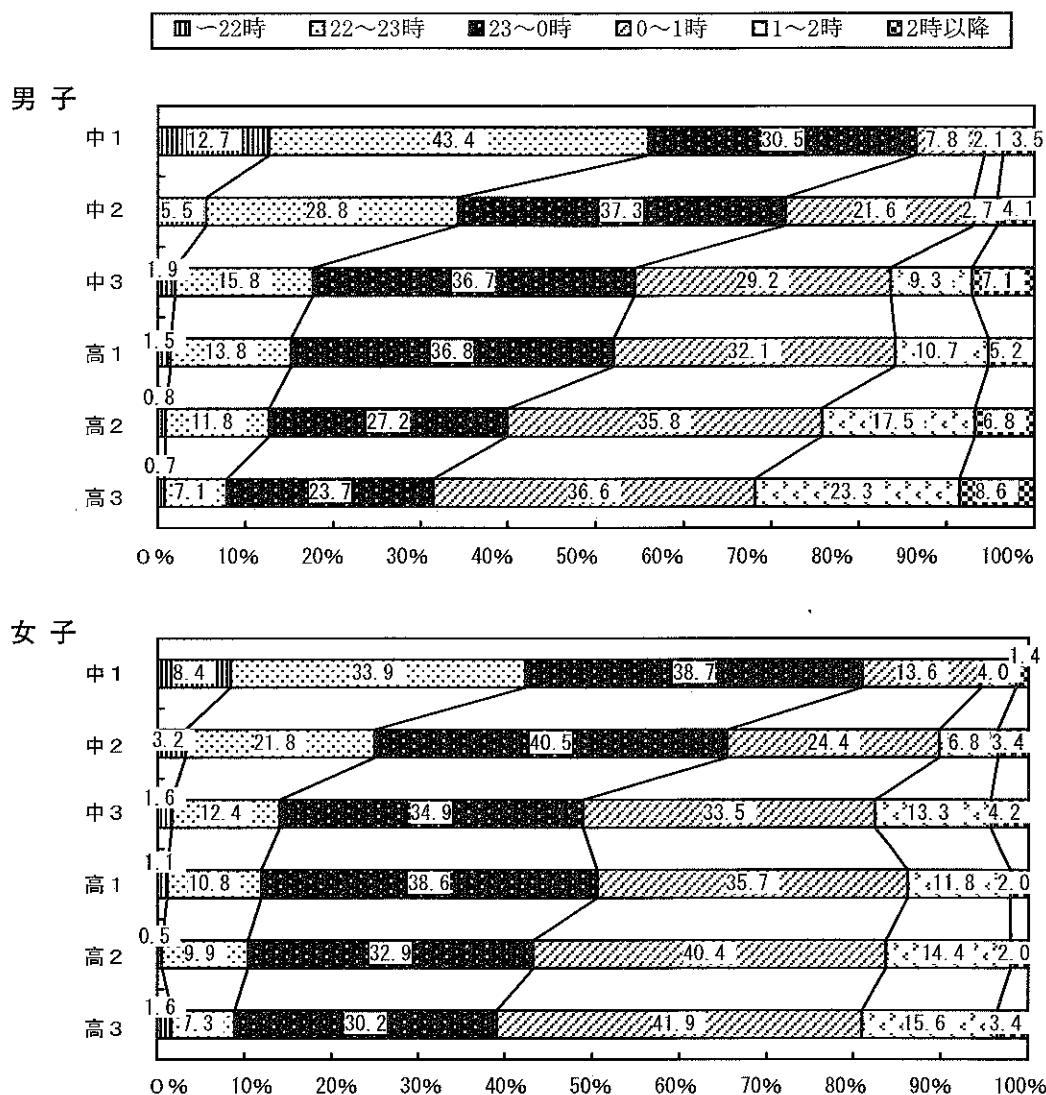 ～22時 22～23時 23～0時 0～1時 1～2時 2時以降
男子
中1 12.7 43.4 30.5 7.8 2.1 3.5
中2 5.5 28.8 37.3 21.6 2.7 4.1
中3 1.9 15.8 36.7 29.2 9.3 7.1
高1 1.5 13.8 36.8 32.1 10.7 5.2
高2 0.8 11.8 27.2 35.8 17.5 6.8
高3 0.7 7.1 23.7 36.6 23.3 8.6
0% 10% 20% 30% 40% 50% 60% 70% 80% 90% 100%
女子
中1 8.4 33.9 38.7 13.6 4.0 1.4
中2 3.2 21.8 40.5 24.4 6.8 3.4
中3 1.6 12.4 34.9 33.5 13.3 4.2
高1 1.1 10.8 38.6 35.7 11.8 2.0
高2 0.5 9.9 32.9 40.4 14.4 2.0
高3 1.6 7.3 30.2 41.9 15.6 3.4
0% 10% 20% 30% 40% 50% 60% 70% 80% 90% 100%